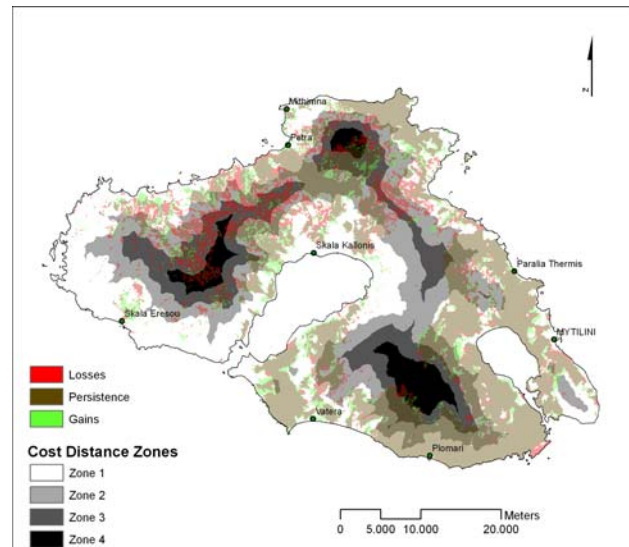 Z
Mithimna
Petra
Skala Kallonis
Paralia Thermis
Skala Eresou
MYTILINI
Vatera
Plomari
Losses
Persistence
Gains
Cost Distance Zones
Zone 1
Zone 2
Zone 3
Zone 4
Meters
0 5.000 10.000 20.000